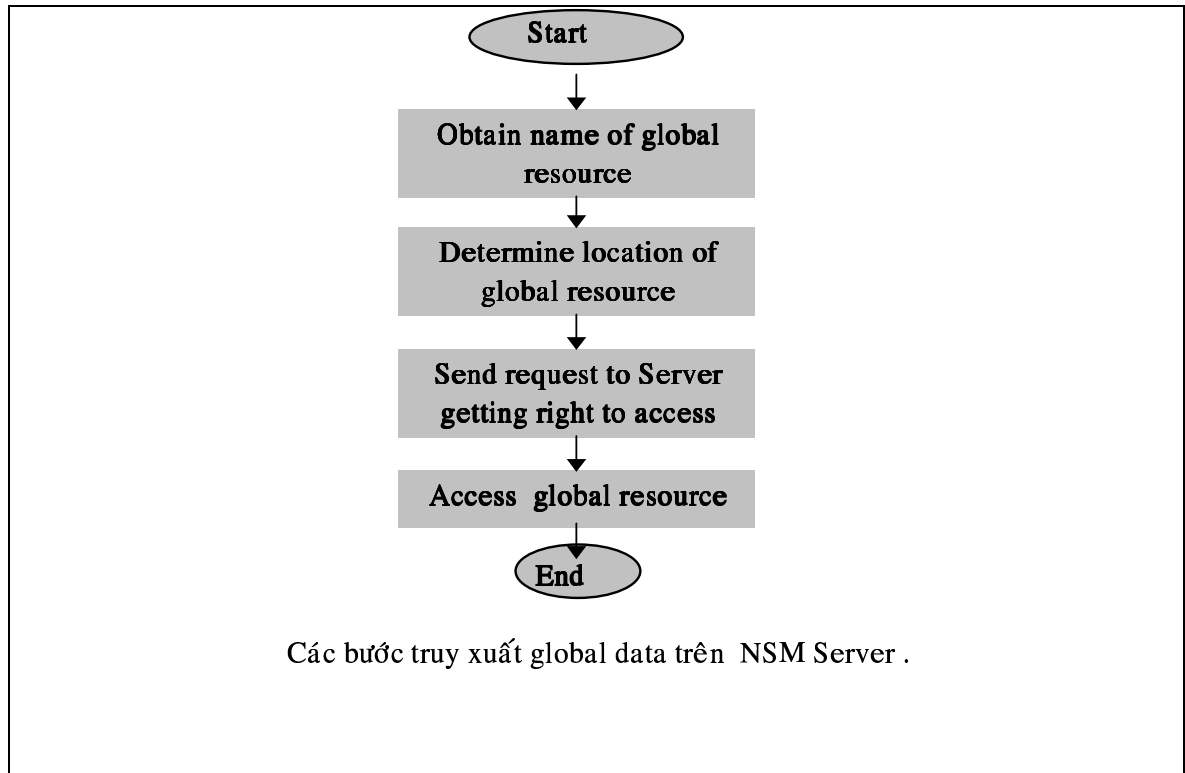 Start
Obtain name of global
resource
Determine location of
global resource
Send request to Server
getting right to access
Access global resource
End
Các bước truy xuất global data trên NSM Server .